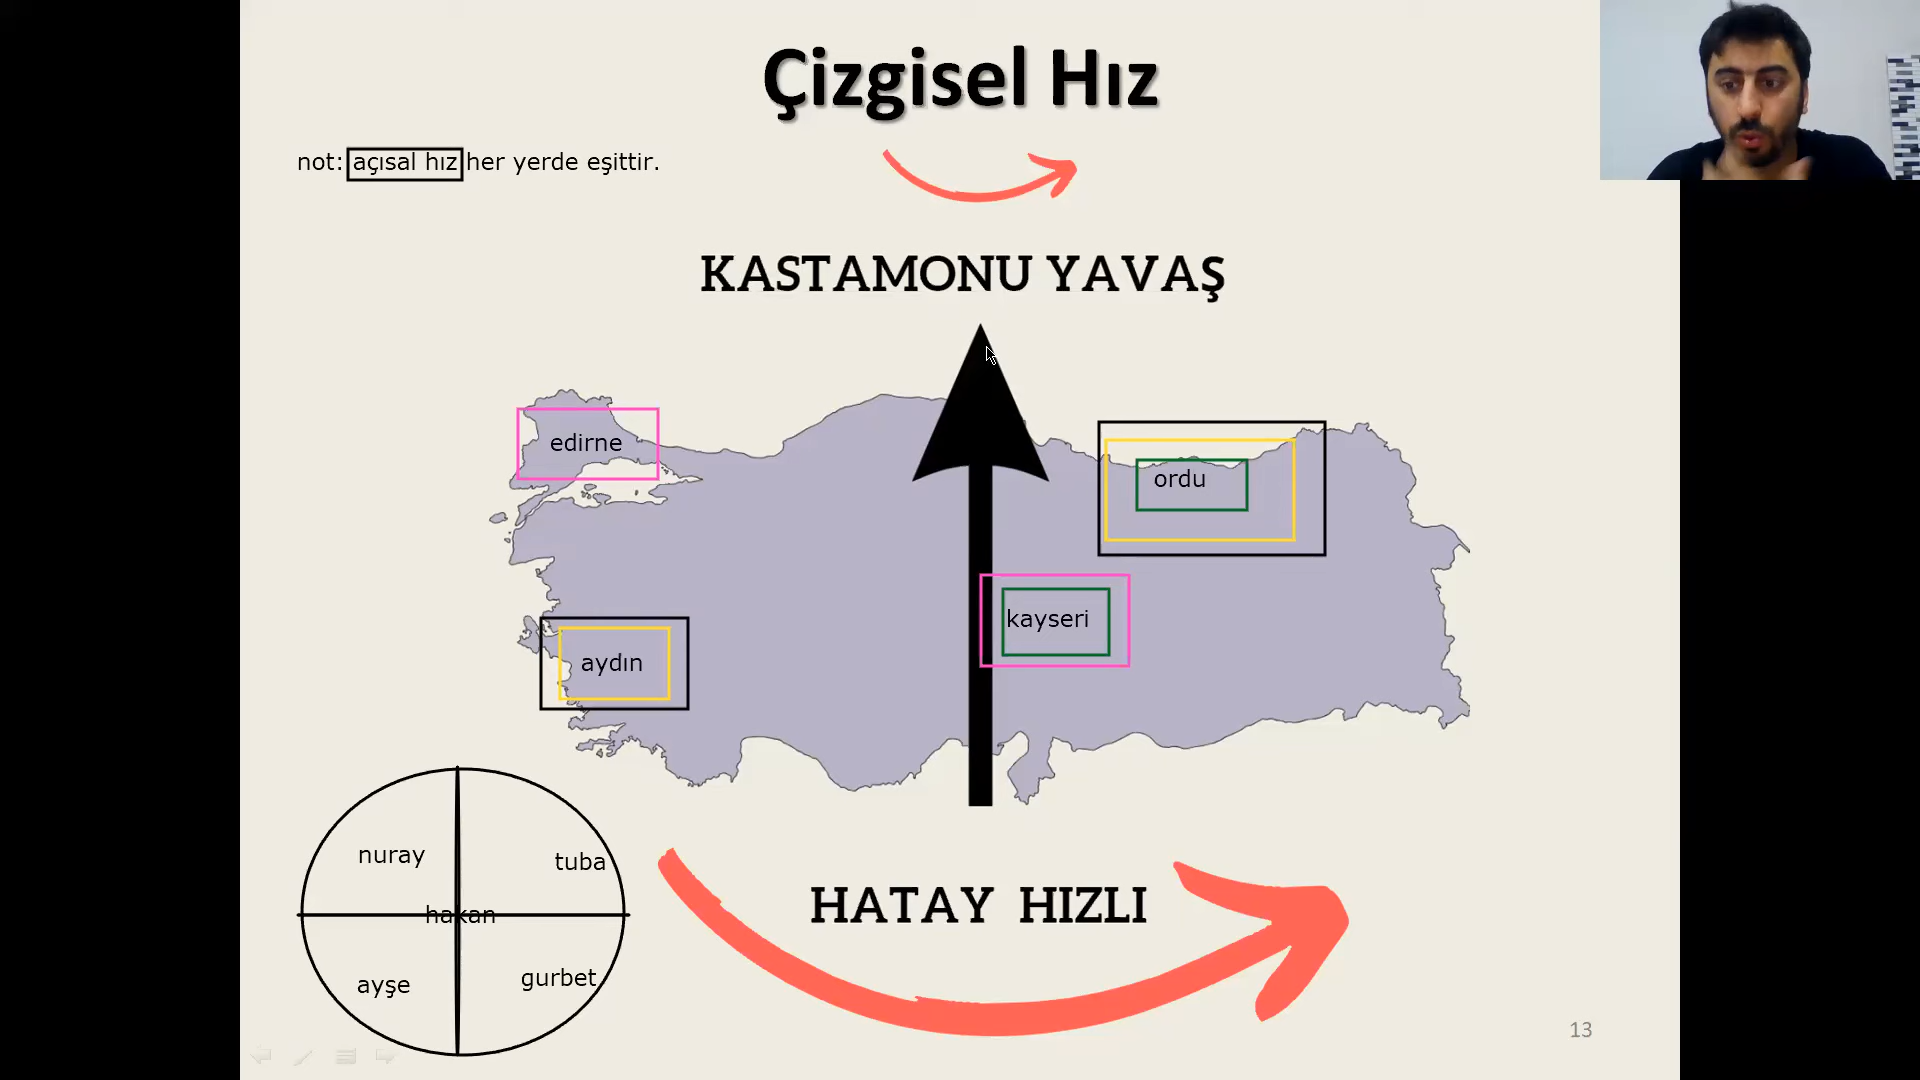 Çizgisel Hız
not: açısal hız her yerde eşittir.
KASTAMONU YAVAŞ
edirne
ordu
kayseri
aydın
nuray
tuba
hakan
HATAY HIZLI
ayşe
gurbet
13